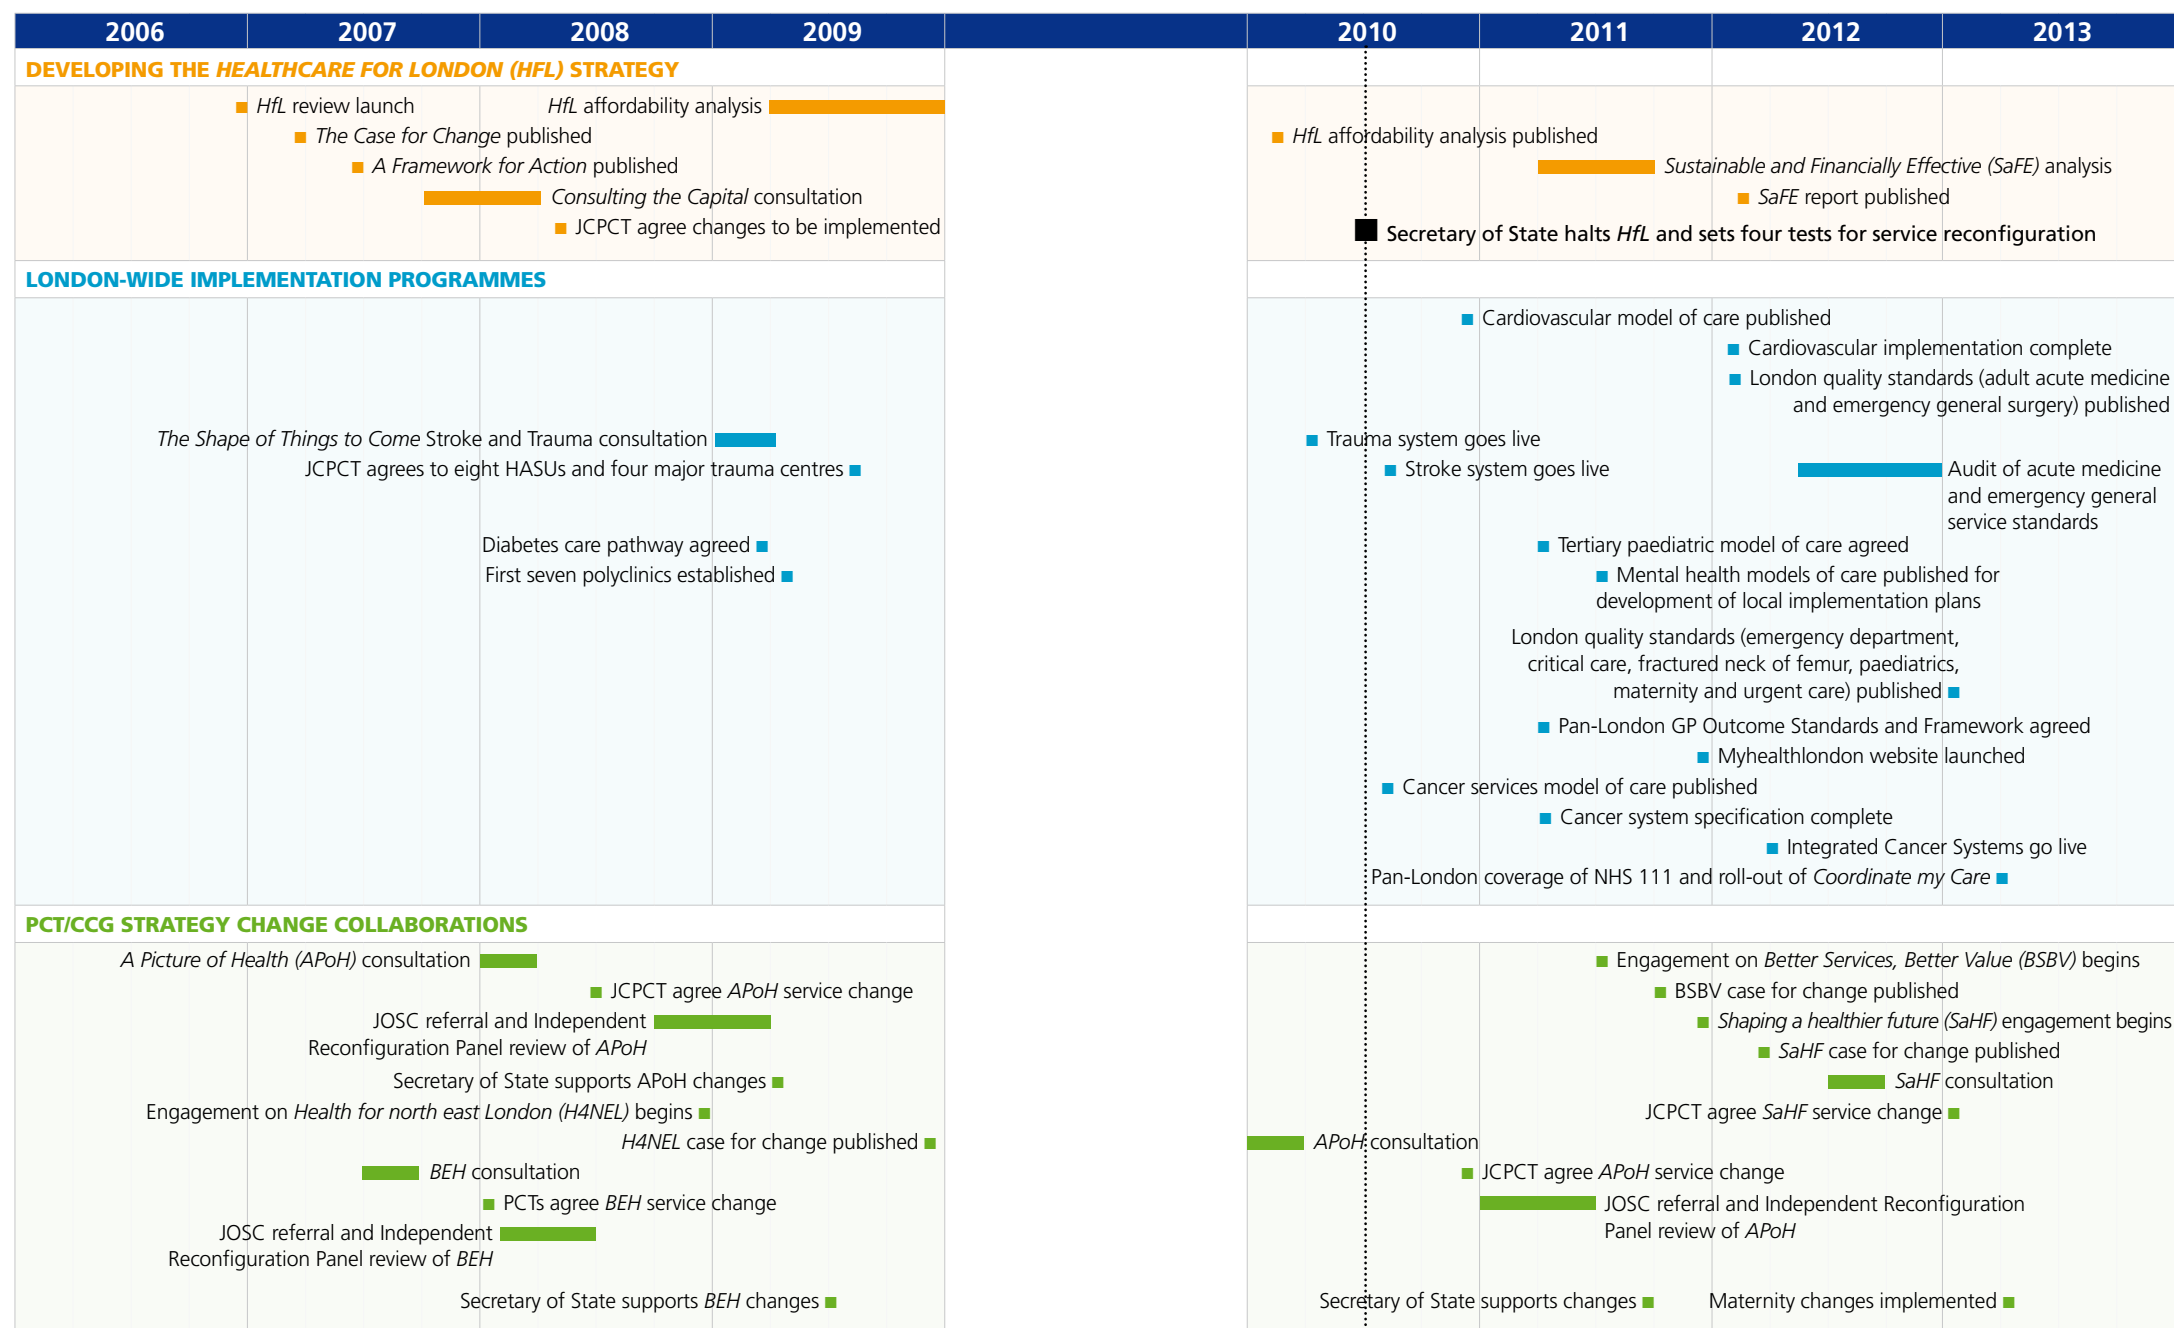 2006 2007 2008 2009 2010 2011 2012 2013
DEVELOPING THE HEALTHCARE FOR LONDON (HFL) STRATEGY
HfL review launch
HfL affordability analysis
The Case for Change published
A Framework for Action published
Consulting the Capital consultation
JCPCT agree changes to be implemented
HfL affordability analysis published
Sustainable and Financially Effective (SaFE) analysis
SaFE report published
Secretary of State halts HfL and sets four tests for service reconfiguration
LONDON-WIDE IMPLEMENTATION PROGRAMMES
The Shape of Things to Come Stroke and Trauma consultation
JCPCT agrees to eight HASUs and four major trauma centres
Diabetes care pathway agreed
First seven polyclinics established
Cardiovascular model of care published
Cardiovascular implementation complete
London quality standards (adult acute medicine
and emergency general surgery) published
Trauma system goes live
Stroke system goes live
Audit of acute medicine
and emergency general
service standards
Tertiary paediatric model of care agreed
Mental health models of care published for
development of local implementation plans
London quality standards (emergency department,
critical care, fractured neck of femur, paediatrics,
maternity and urgent care) published
Pan-London GP Outcome Standards and Framework agreed
Myhealthlondon website launched
Cancer services model of care published
Cancer system specification complete
Integrated Cancer Systems go live
Pan-London coverage of NHS 111 and roll-out of Coordinate my Care
PCT/CCG STRATEGY CHANGE COLLABORATIONS
A Picture of Health (APoH) consultation
JCPCT agree APoH service change
JOSC referral and Independent
Reconfiguration Panel review of APoH
Secretary of State supports APoH changes
Engagement on Health for north east London (H4NEL) begins
H4NEL case for change published
BEH consultation
PCTs agree BEH service change
JOSC referral and Independent
Reconfiguration Panel review of BEH
Secretary of State supports BEH changes
Engagement on Better Services, Better Value (BSBV) begins
BSBV case for change published
Shaping a healthier future (SaHF) engagement begins
SaHF case for change published
SaHF consultation
JCPCT agree SaHF service change
APoH consultation
JCPCT agree APoH service change
JOSC referral and Independent Reconfiguration
Panel review of APoH
Secretary of State supports changes
Maternity changes implemented